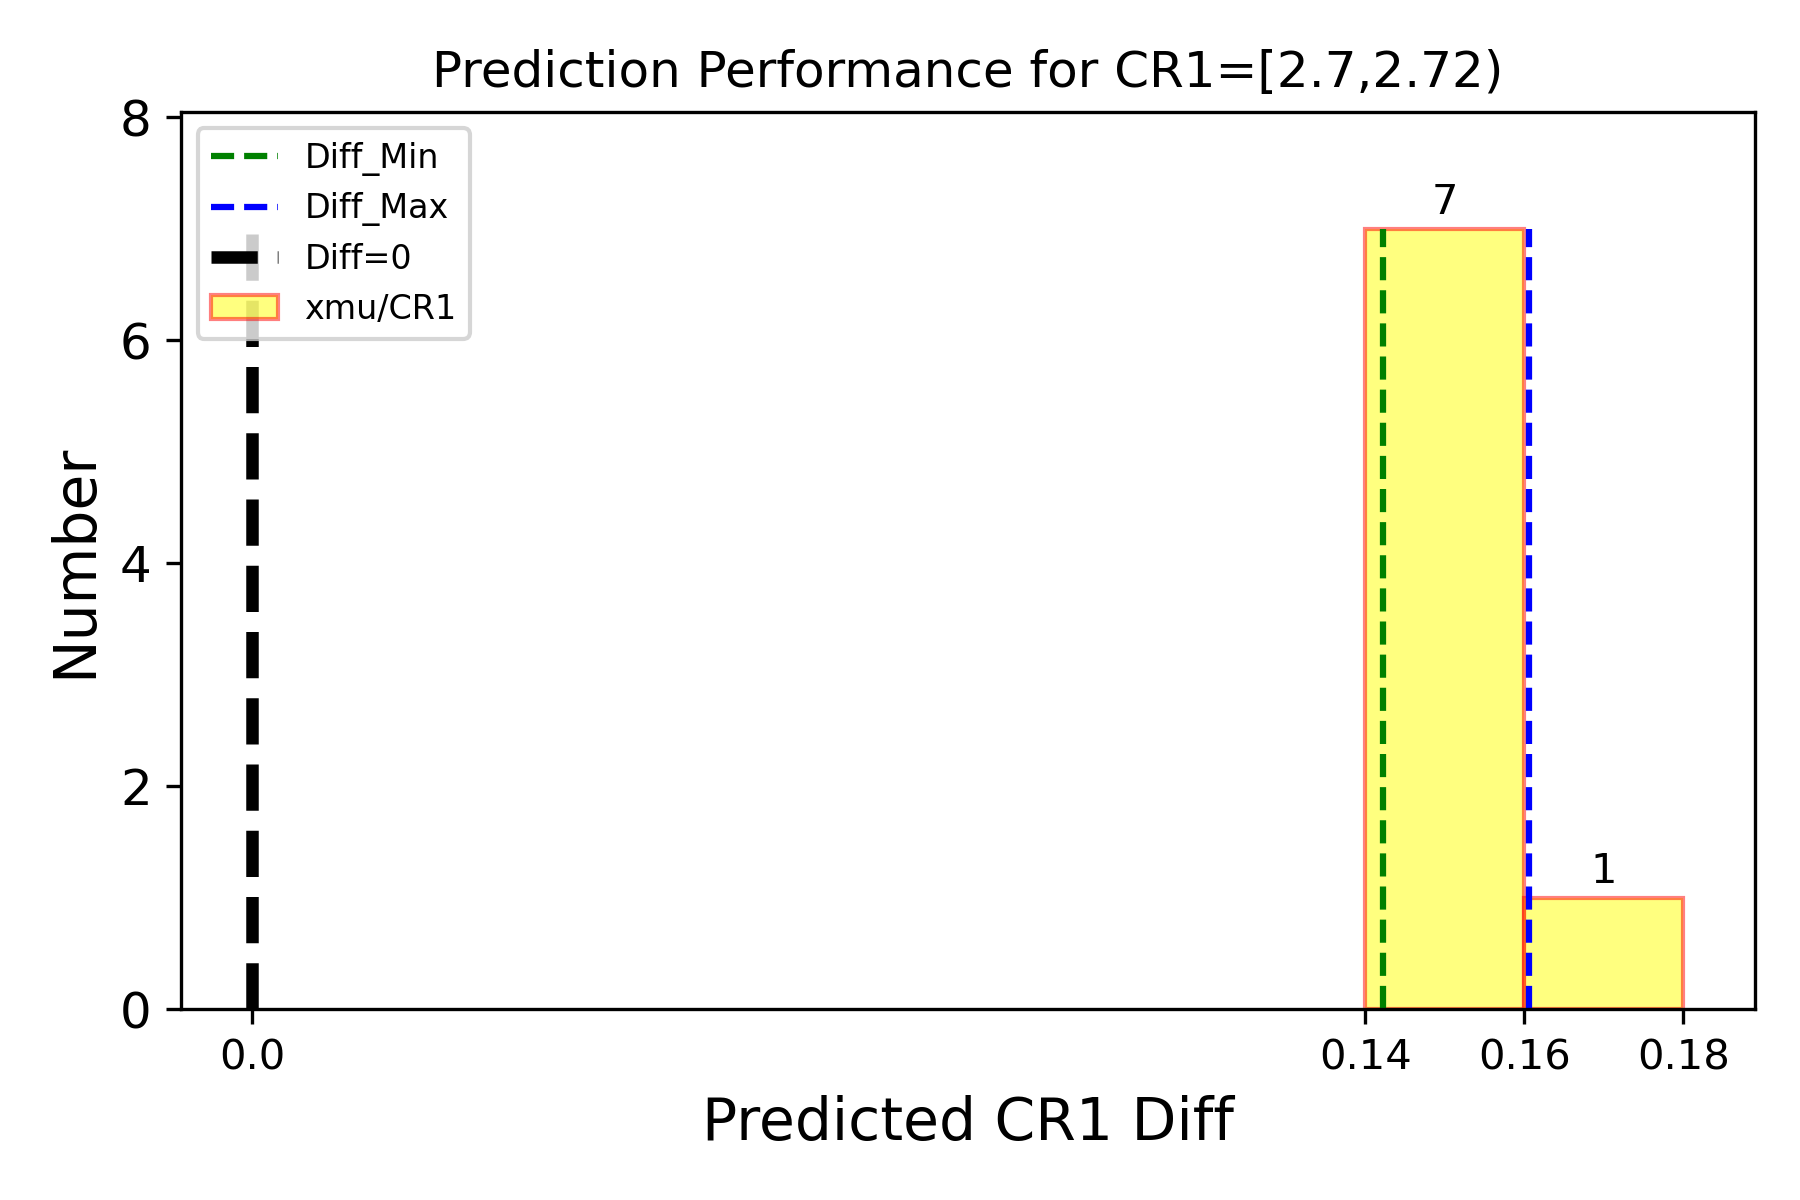 Prediction Performance for CR1=[2.7,2.72)
8
6
4
2
0
Number
Diff_Min
Diff_Max
Diff=0
xmu/CR1
7
1
0.0
0.14
0.16
0.18
Predicted CR1 Diff